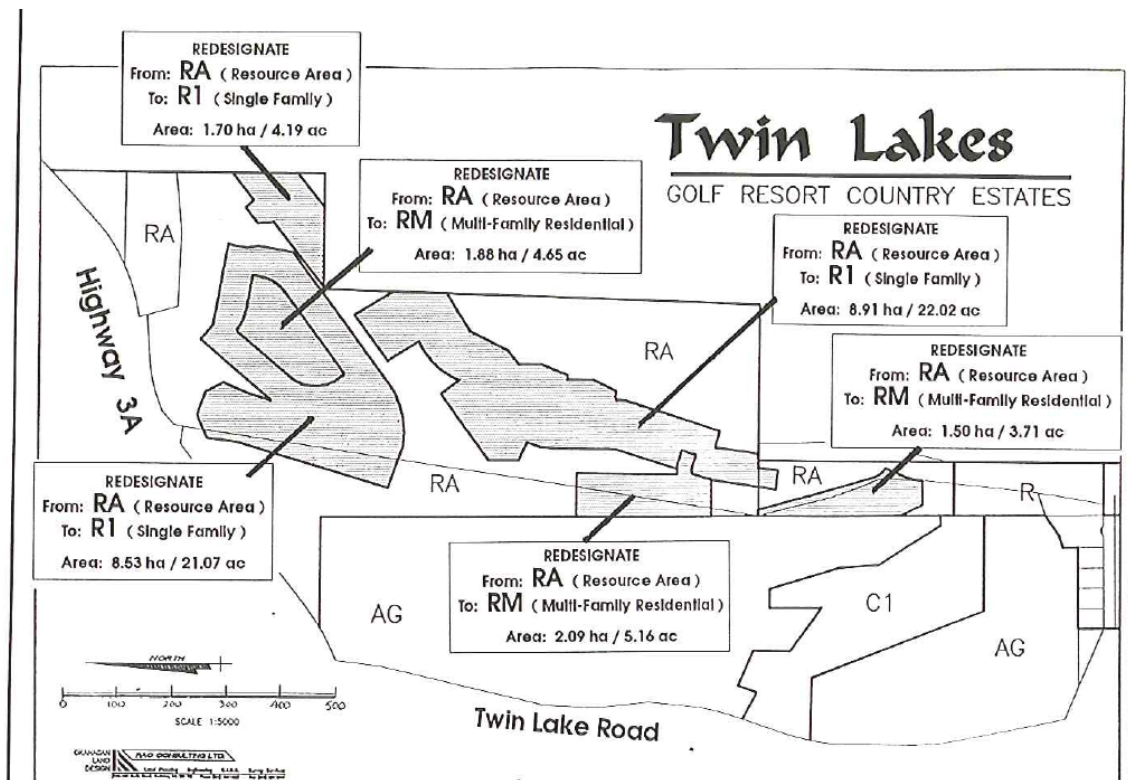 REDESIGNATE
From: RA ( Resource Area )
To: R1 ( Single Family )
Area: 1.70 ha / 4.19 ac
Twin Lakes
GOLF RESORT COUNTRY ESTATES
REDESIGNATE
From: RA ( Resource Area )
To: RM ( Multi-Family Residential )
Area: 1.88 ha / 4.65 ac
REDESIGNATE
From: RA ( Resource Area )
To: R1 ( Single Family )
Area: 8.91 ha / 22.02 ac
RA
Highway 3A
RA
REDESIGNATE
From: RA ( Resource Area )
To: RM ( Multi-Family Residential )
Area: 1.50 ha / 3.71 ac
REDESIGNATE
From: RA ( Resource Area )
To: R1 ( Single Family )
Area: 8.53 ha / 21.07 ac
RA
RA
R
REDESIGNATE
From: RA ( Resource Area )
To: RM ( Multi-Family Residential )
Area: 2.09 ha / 5.16 ac
AG
C1
AG
NORTH
0 100 200 300 400 500
SCALE 1:5000
Twin Lake Road
OKANAGAN
LAND
DESIGN
CONSULTING LTD.